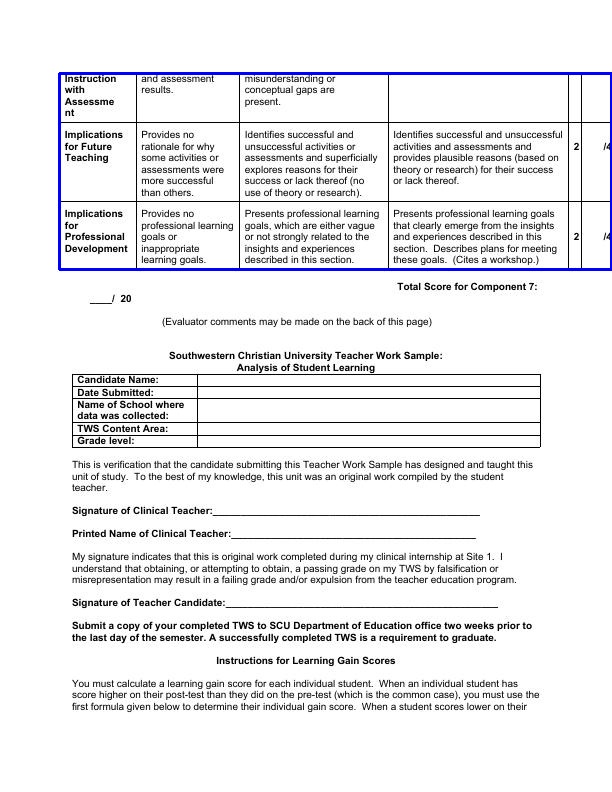 Instruction with Assessme nt
and assessment results.
misunderstanding or conceptual gaps are present.
Implications for Future Teaching
Provides no rationale for why some activities or assessments were more successful than others.
Identifies successful and unsuccessful activities or assessments and superficially explores reasons for their success or lack thereof (no use of theory or research).
Identifies successful and unsuccessful activities and assessments and provides plausible reasons (based on theory or research) for their success or lack thereof.
2
/4
Implications for Professional Development
Provides no professional learning goals or inappropriate learning goals.
Presents professional learning goals, which are either vague or not strongly related to the insights and experiences described in this section.
Presents professional learning goals that clearly emerge from the insights and experiences described in this section.  Describes plans for meeting these goals.  (Cites a workshop.)
2
/4
Total Score for Component 7:
____/  20
(Evaluator comments may be made on the back of this page)
Southwestern Christian University Teacher Work Sample:
Analysis of Student Learning
Candidate Name:
Date Submitted:
Name of School where
data was collected:
TWS Content Area:
Grade level:
This is verification that the candidate submitting this Teacher Work Sample has designed and taught this
unit of study.  To the best of my knowledge, this unit was an original work compiled by the student
teacher.
Signature of Clinical Teacher:________________________________________________
Printed Name of Clinical Teacher:____________________________________________
My signature indicates that this is original work completed during my clinical internship at Site 1.  I
understand that obtaining, or attempting to obtain, a passing grade on my TWS by falsification or
misrepresentation may result in a failing grade and/or expulsion from the teacher education program.
Signature of Teacher Candidate:_________________________________________________
Submit a copy of your completed TWS to SCU Department of Education office two weeks prior to
the last day of the semester. A successfully completed TWS is a requirement to graduate.
Instructions for Learning Gain Scores
You must calculate a learning gain score for each individual student.  When an individual student has
score higher on their post-test than they did on the pre-test (which is the common case), you must use the
first formula given below to determine their individual gain score.  When a student scores lower on their